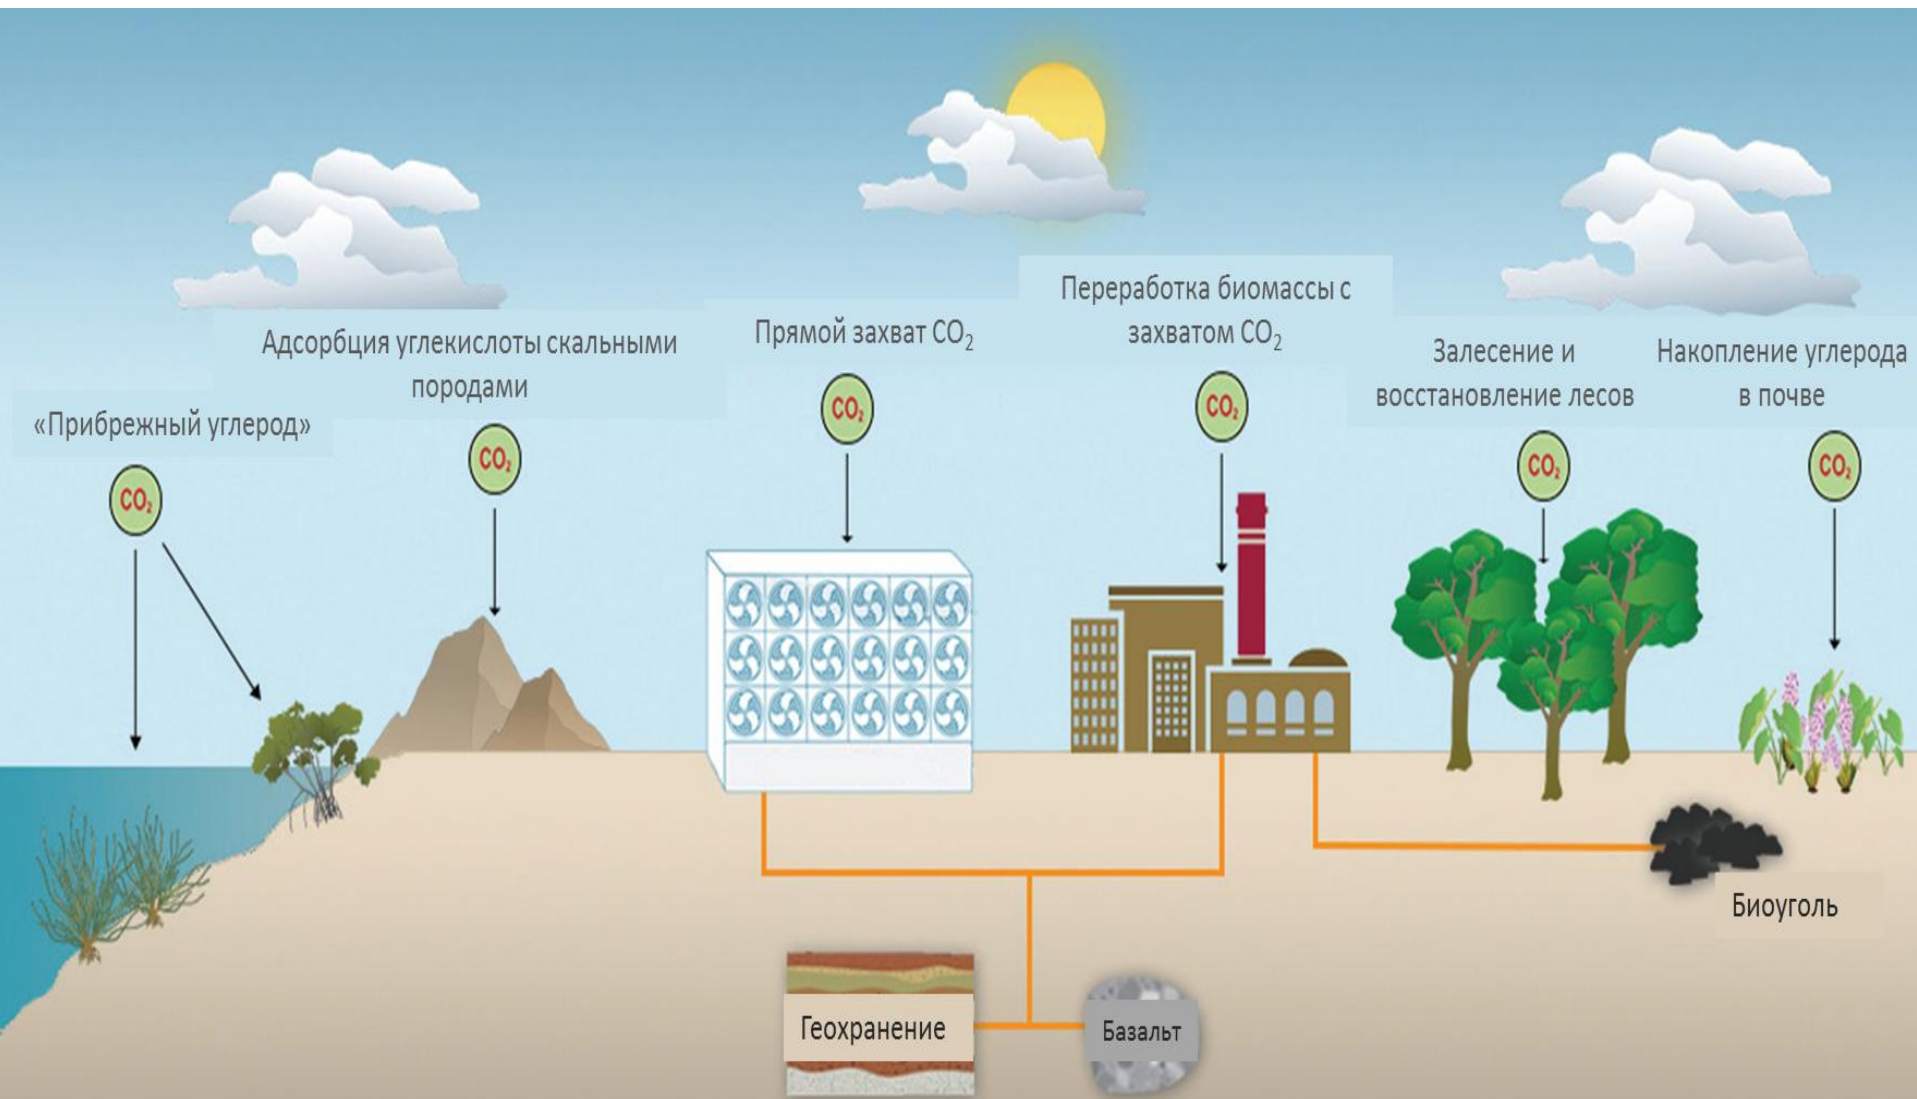 «Прибрежный углерод»
CO₂
Адсорбция углекислоты скальными
породами
CO₂
Прямой захват CO₂
CO₂
Переработка биомассы с
захватом CO₂
CO₂
Залесение и
восстановление лесов
CO₂
Накопление углерода
в почве
CO₂
Биоуголь
Геохранение
Базальт